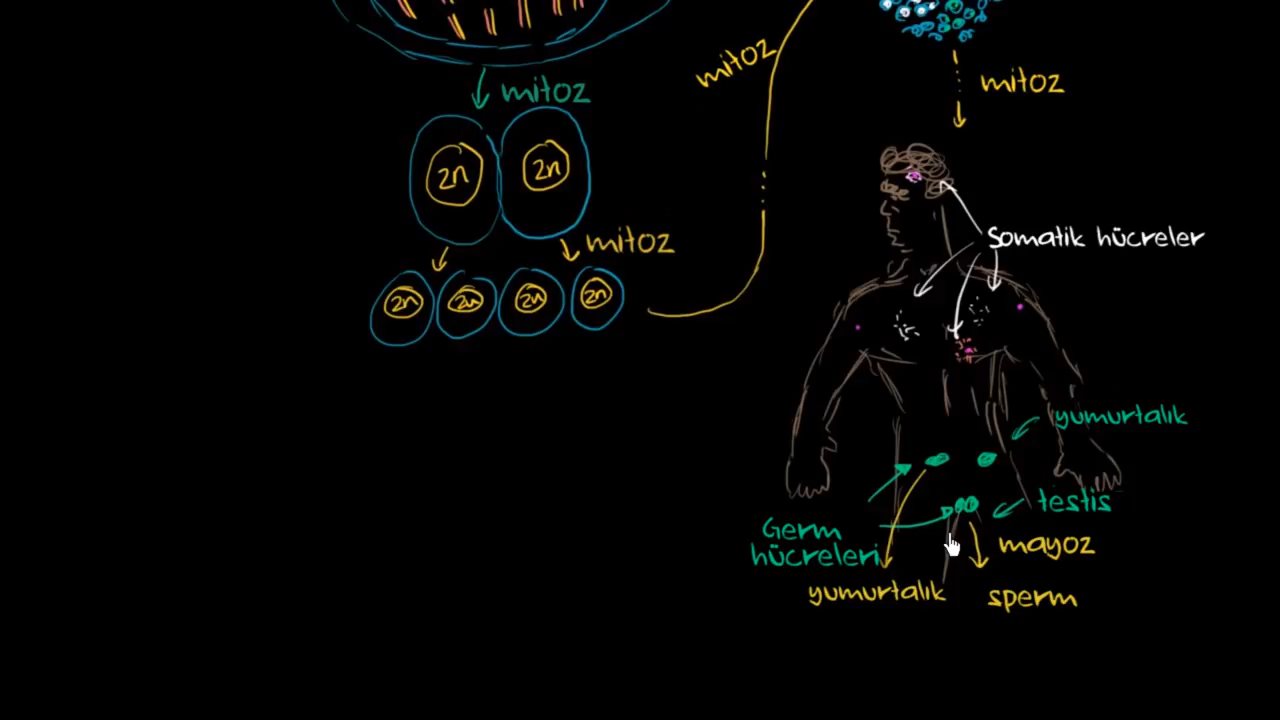 mitoz
mitoz
mitoz
2n
2n
mitoz
2n
2n
2n
2n
Somatik hücreler
yumurtalık
testis
Germ
hücreleri
mayoz
yumurtalık
sperm